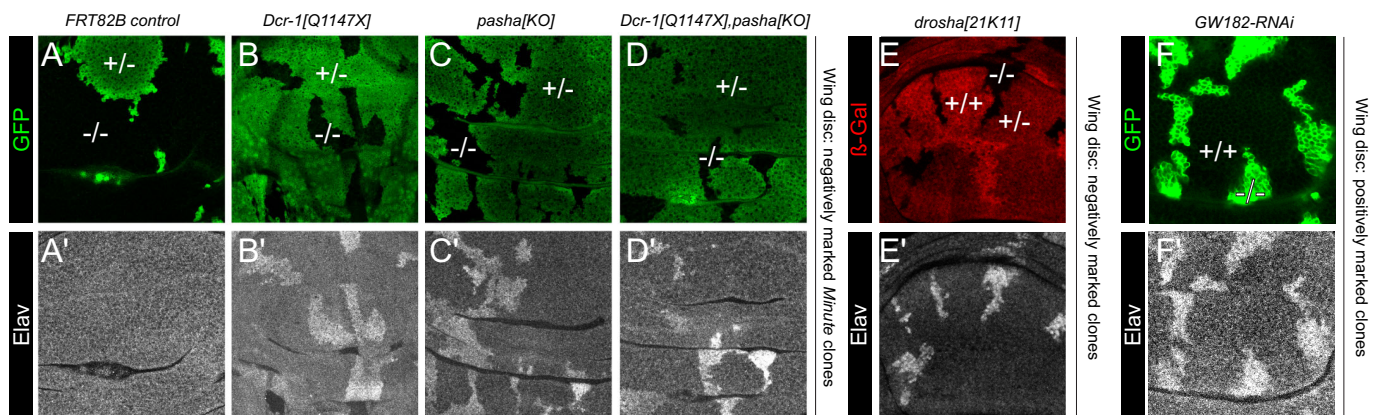 FRT82B control
Dcr-1[Q1147X]
pasha[KO]
Dcr-1[Q1147X],pasha[KO]
drosha[21K11]
GW182-RNAi
GFP
A
+/-
-/-
B
+/-
-/-
C
+/-
-/-
D
+/-
-/-
Wing disc: negatively marked Minute clones
ß-Gal
E
-/-
+/+
+/-
Wing disc: negatively marked clones
GFP
F
+/+
-/-
Wing disc: positively marked clones
Elav
A'
B'
C'
D'
Elav
E'
Elav
F'